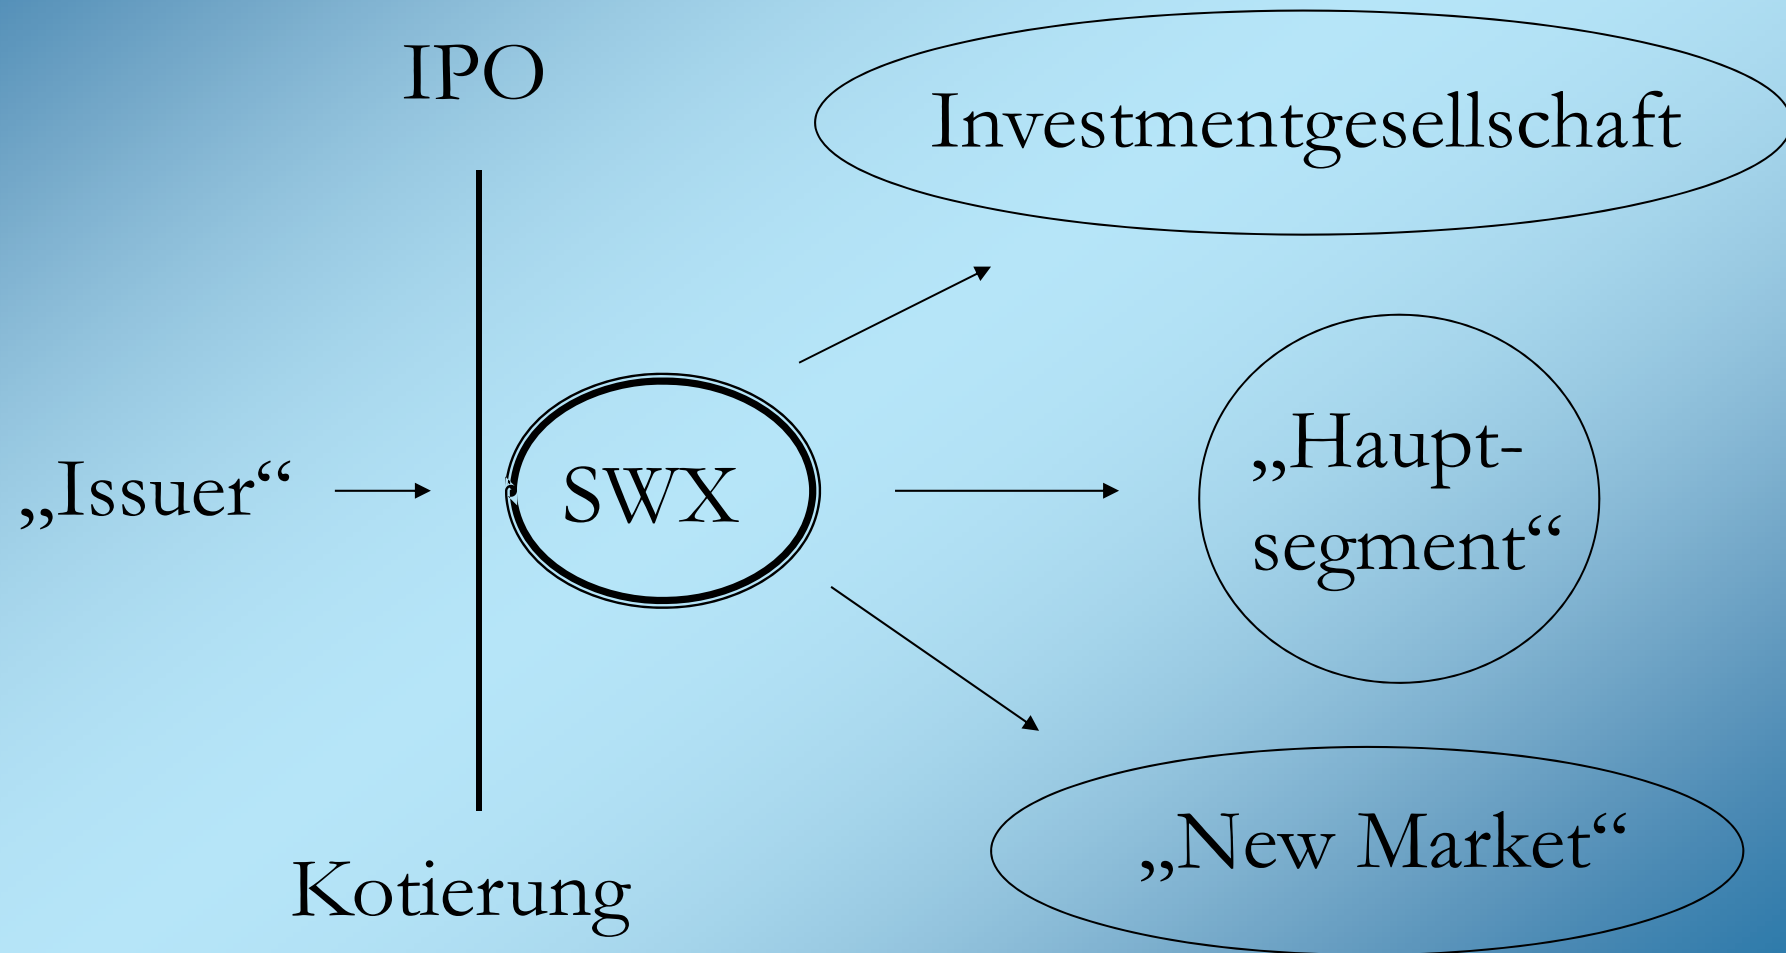 IPO
Investmentgesellschaft
„Issuer“
SWX
„Haupt-
segment“
„New Market“
Kotierung